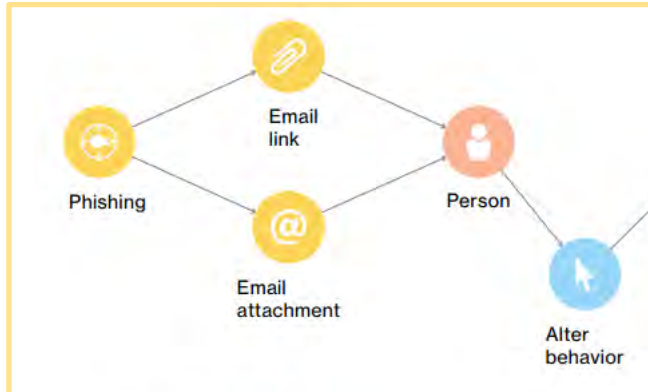 Email
link
Phishing
Person
@
Email
attachment
Alter
behavior